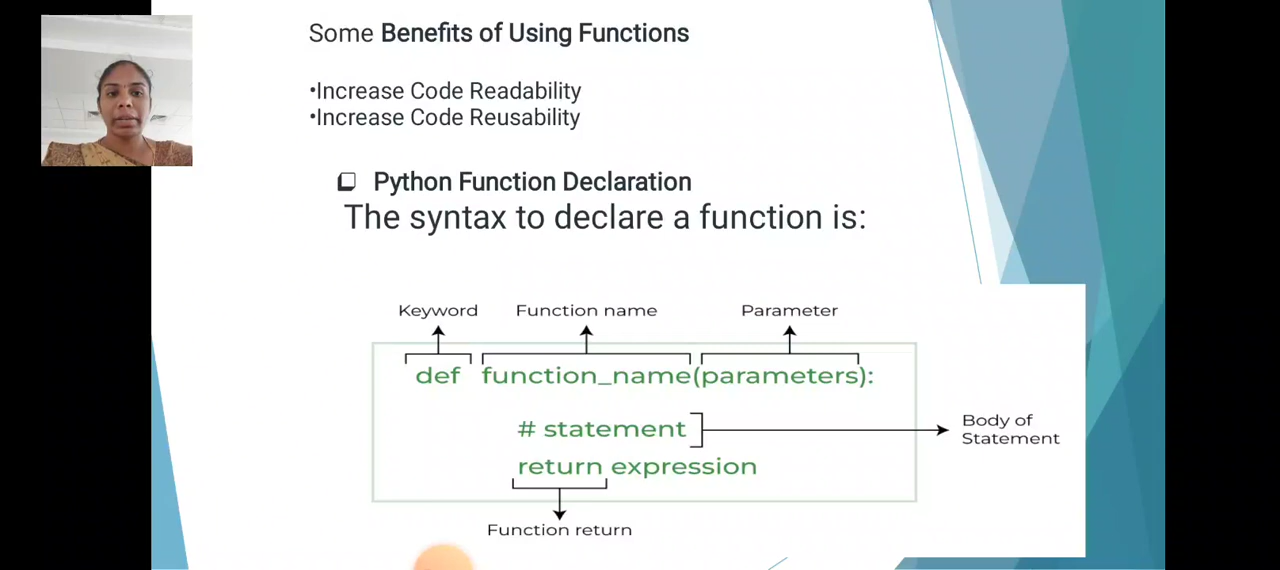 Some Benefits of Using Functions
•Increase Code Readability
•Increase Code Reusability
Python Function Declaration
The syntax to declare a function is:
Keyword Function name Parameter
def function_name(parameters):
# statement
Body of
Statement
return expression
Function return